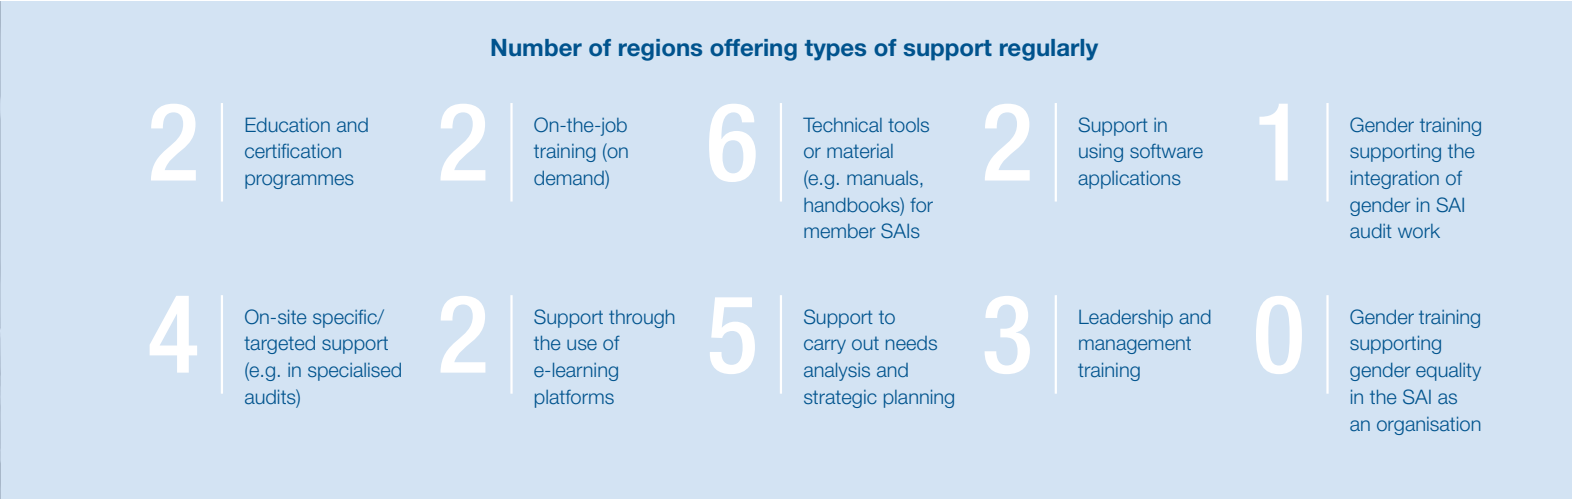 Number of regions offering types of support regularly
2
Education and
certification
programmes
2
On-the-job
training (on
demand)
6
Technical tools
or material
(e.g. manuals,
handbooks) for
member SAIs
2
Support in
using software
applications
1
Gender training
supporting the
integration of
gender in SAI
audit work
4
On-site specific/
targeted support
(e.g. in specialised
audits)
2
Support through
the use of
e-learning
platforms
5
Support to
carry out needs
analysis and
strategic planning
3
Leadership and
management
training
0
Gender training
supporting
gender equality
in the SAI as
an organisation